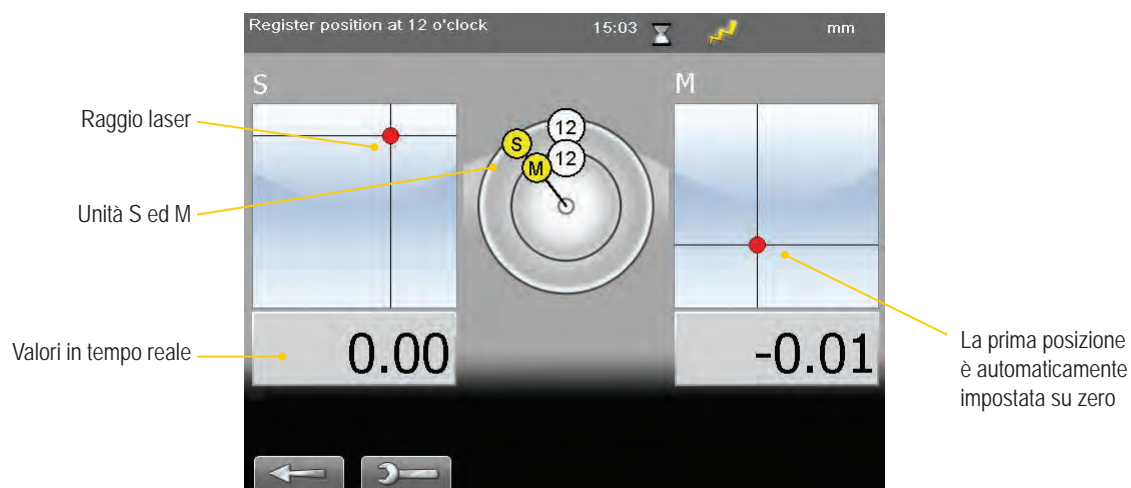 Register position at 12 o'clock 15:03 mm
S
M
Raggio laser
12
S
12
M
Unità S ed M
Valori in tempo reale
0.00
-0.01
La prima posizione
è automaticamente
impostata su zero